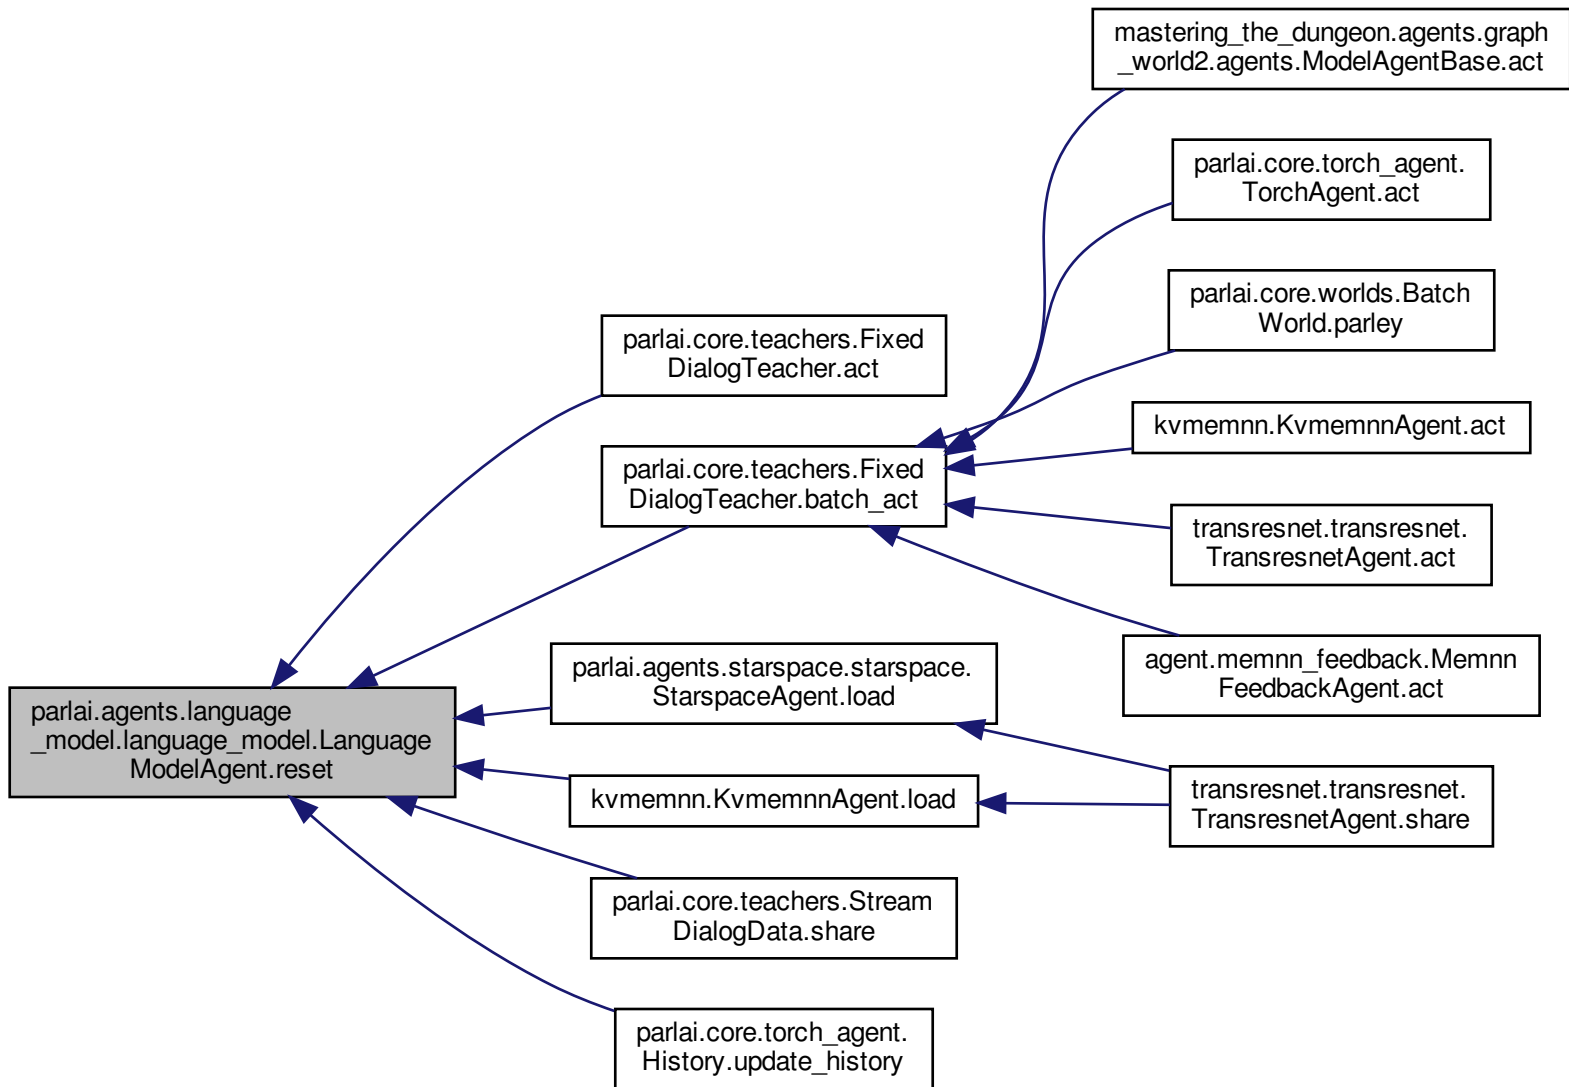 mastering_the_dungeon.agents.graph
_world2.agents.ModelAgentBase.act
parlai.core.torch_agent.
TorchAgent.act
parlai.core.worlds.Batch
World.parley
parlai.core.teachers.Fixed
DialogTeacher.act
kvmemnn.KvmemnnAgent.act
parlai.core.teachers.Fixed
DialogTeacher.batch_act
transresnet.transresnet.
TransresnetAgent.act
agent.memnn_feedback.Memnn
FeedbackAgent.act
parlai.agents.starspace.starspace.
StarspaceAgent.load
parlai.agents.language
_model.language_model.Language
ModelAgent.reset
kvmemnn.KvmemnnAgent.load
transresnet.transresnet.
TransresnetAgent.share
parlai.core.teachers.Stream
DialogData.share
parlai.core.torch_agent.
History.update_history